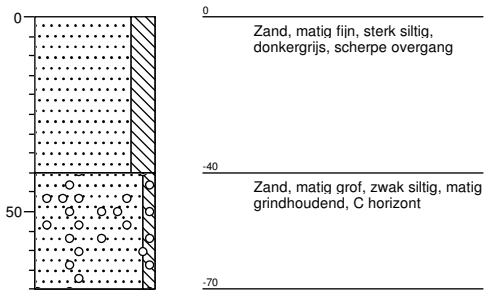 0
0
Zand, matig fijn, sterk siltig,
donkergrijs, scherpe overgang
-40
Zand, matig grof, zwak siltig, matig
grindhoudend, C horizont
50
-70